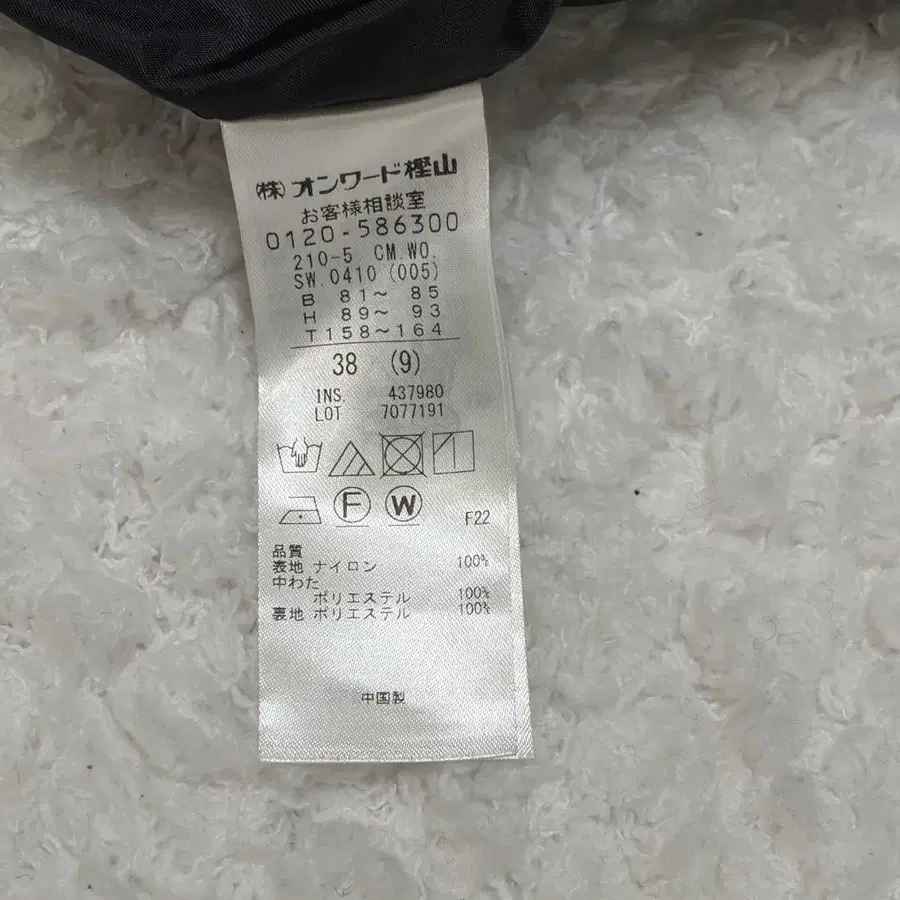 ㈱ オンワード樫山
お客様相談室
0120-586300
210-5 CM.WO.
SW.0410 (005)
B 81～ 85
H 89～ 93
T158～164
38 (9)
INS 437980
LOT 7077191
F W
F22
品質
表地 ナイロン 100%
中わた
ポリエステル 100%
裏地 ポリエステル 100%
中国製